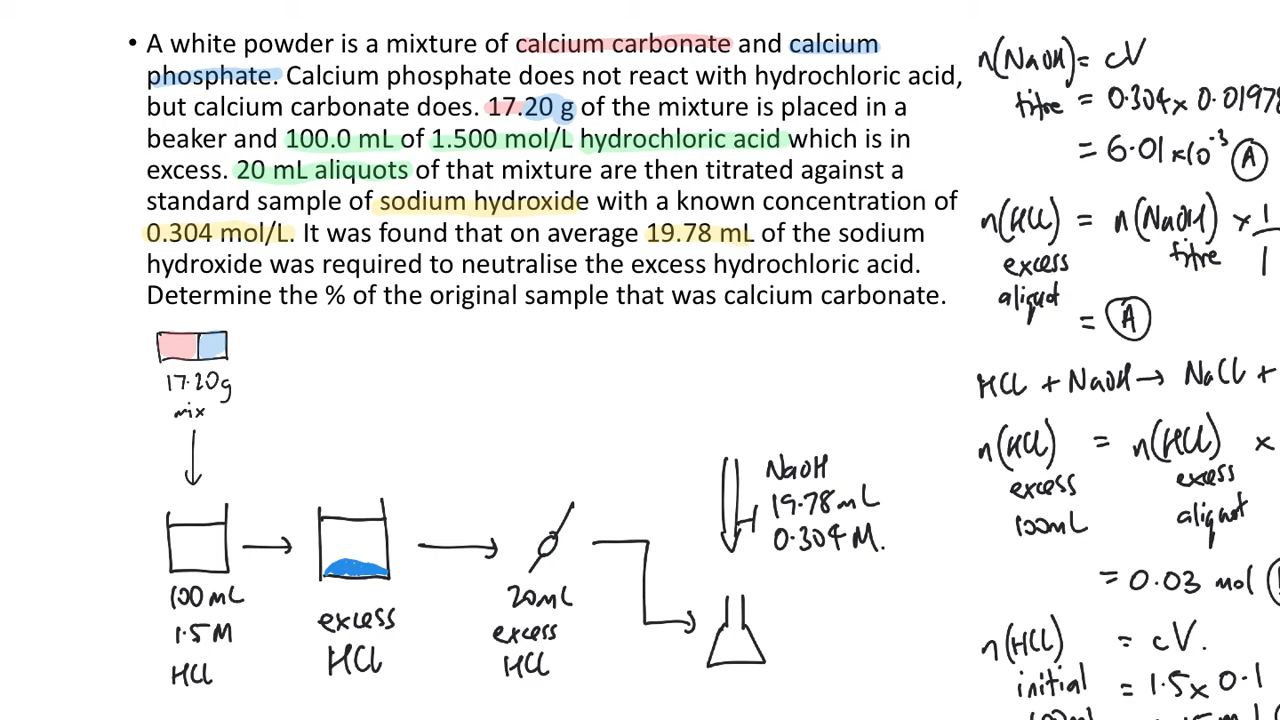 • A white powder is a mixture of calcium carbonate and calcium
phosphate. Calcium phosphate does not react with hydrochloric acid,
but calcium carbonate does. 17.20 g of the mixture is placed in a
beaker and 100.0 mL of 1.500 mol/L hydrochloric acid which is in
excess. 20 mL aliquots of that mixture are then titrated against a
standard sample of sodium hydroxide with a known concentration of
0.304 mol/L. It was found that on average 19.78 mL of the sodium
hydroxide was required to neutralise the excess hydrochloric acid.
Determine the % of the original sample that was calcium carbonate.
17.20g
mix
100mL
1.5M
HCl
excess
HCl
20mL
excess
HCl
NaOH
19.78mL
0.304M.
n(NaOH) = cV
titre = 0.304 x 0.01978
= 6.01 x10⁻³ A
n(HCl) = n(NaOH) x 1/1
excess titre
aliquot
= A
HCl + NaOH → NaCl +
n(HCl) = n(HCl) x
excess excess
100mL aliquot
= 0.03 mol
n(HCl) = cV.
initial = 1.5 x 0.1